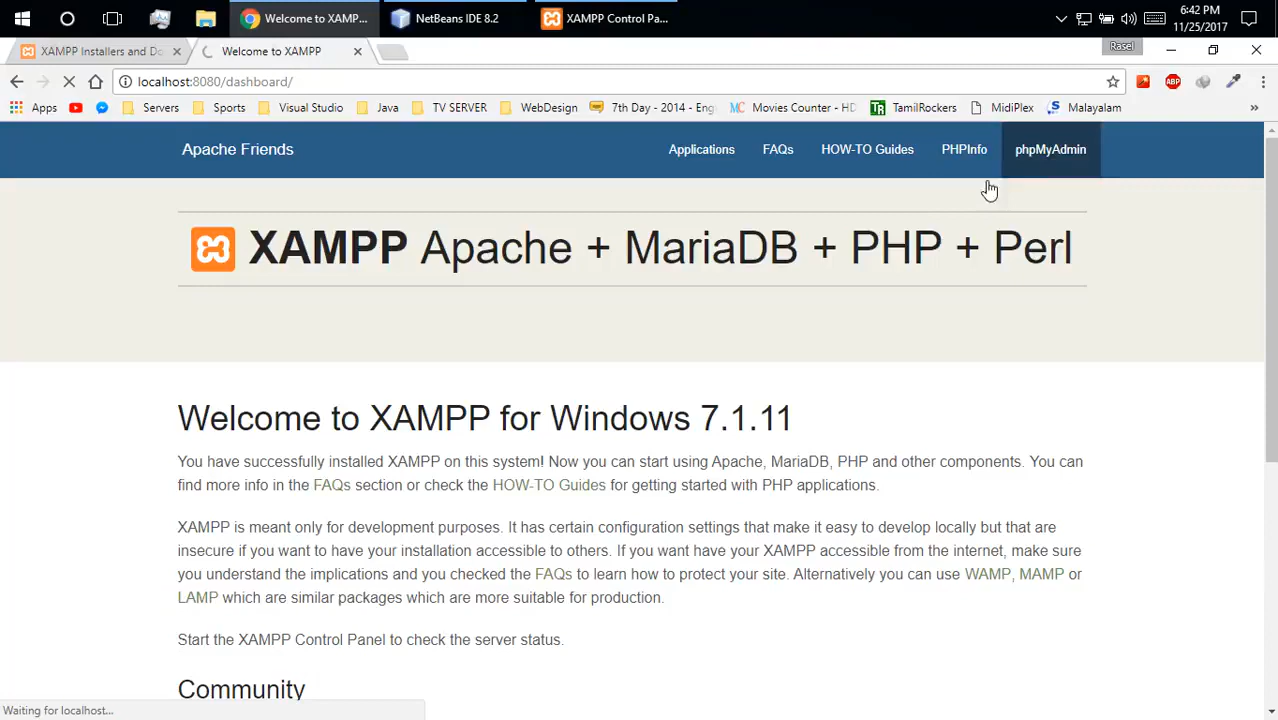 Welcome to XAMP...
NetBeans IDE 8.2
XAMPP Control Pa...
6:42 PM
11/25/2017
XAMPP Installers and Do
Welcome to XAMPP
Rasel
localhost:8080/dashboard/
ABP
Apps
Servers
Sports
Visual Studio
Java
TV SERVER
WebDesign
7th Day - 2014 - Eng
MC Movies Counter - HD
TR TamilRockers
MidiPlex
S Malayalam
Apache Friends
Applications
FAQs
HOW-TO Guides
PHPInfo
phpMyAdmin
XAMPP Apache + MariaDB + PHP + Perl
Welcome to XAMPP for Windows 7.1.11
You have successfully installed XAMPP on this system! Now you can start using Apache, MariaDB, PHP and other components. You can
find more info in the FAQs section or check the HOW-TO Guides for getting started with PHP applications.
XAMPP is meant only for development purposes. It has certain configuration settings that make it easy to develop locally but that are
insecure if you want to have your installation accessible to others. If you want have your XAMPP accessible from the internet, make sure
you understand the implications and you checked the FAQs to learn how to protect your site. Alternatively you can use WAMP, MAMP or
LAMP which are similar packages which are more suitable for production.
Start the XAMPP Control Panel to check the server status.
Community
Waiting for localhost...